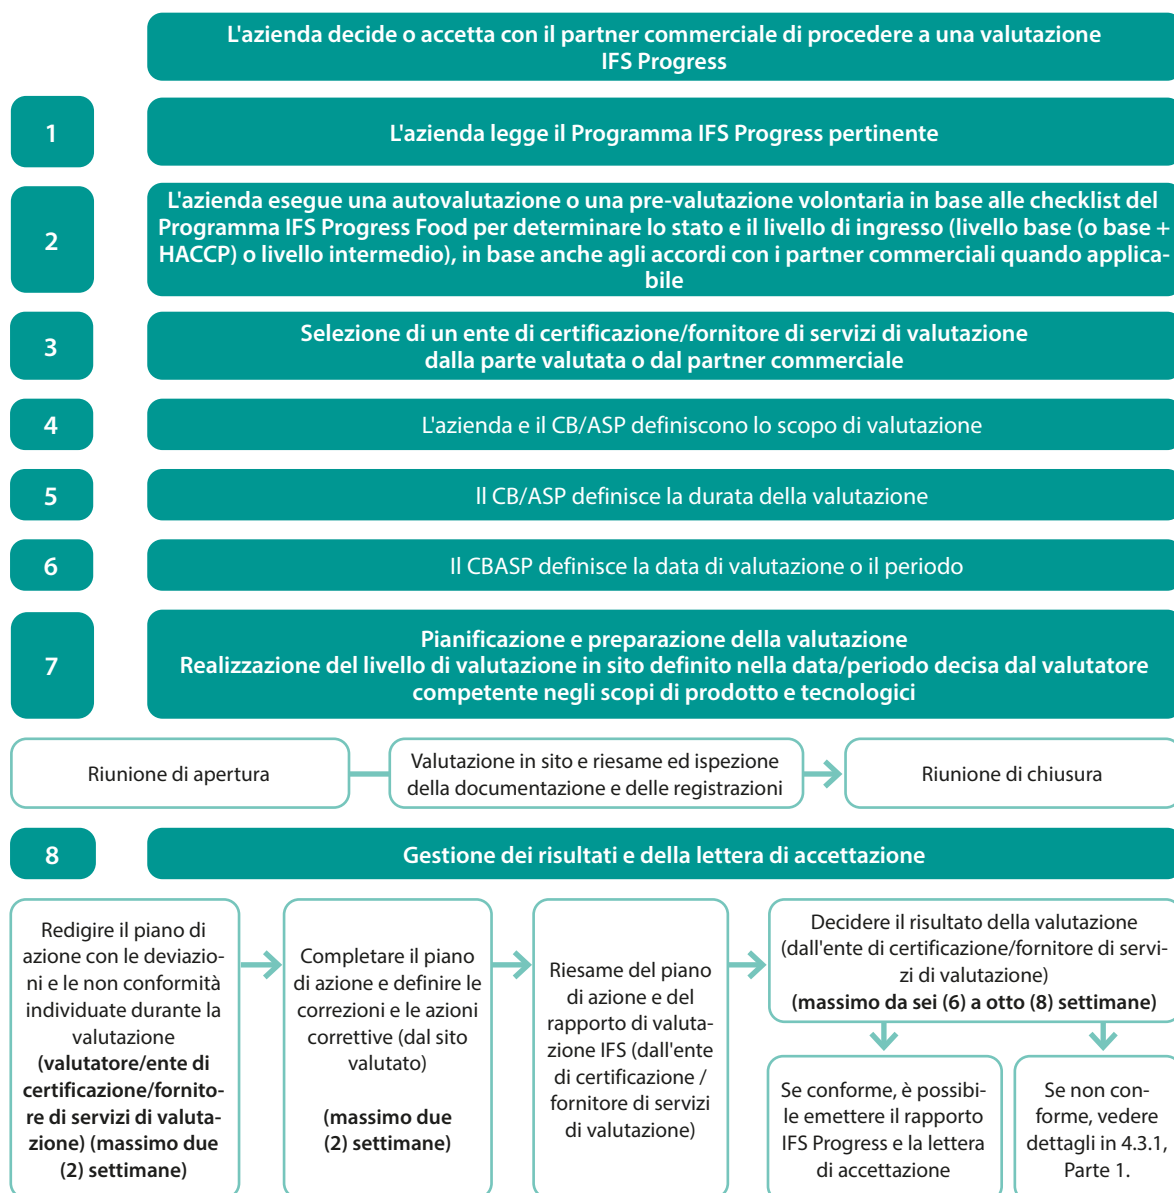 L'azienda decide o accetta con il partner commerciale di procedere a una valutazione
IFS Progress
1
L'azienda legge il Programma IFS Progress pertinente
2
L'azienda esegue una autovalutazione o una pre-valutazione volontaria in base alle checklist del
Programma IFS Progress Food per determinare lo stato e il livello di ingresso (livello base (o base +
HACCP) o livello intermedio), in base anche agli accordi con i partner commerciali quando applica-
bile
3
Selezione di un ente di certificazione/fornitore di servizi di valutazione
dalla parte valutata o dal partner commerciale
4
L'azienda e il CB/ASP definiscono lo scopo di valutazione
5
Il CB/ASP definisce la durata della valutazione
6
Il CBASP definisce la data di valutazione o il periodo
7
Pianificazione e preparazione della valutazione
Realizzazione del livello di valutazione in sito definito nella data/periodo decisa dal valutatore
competente negli scopi di prodotto e tecnologici
Riunione di apertura
Valutazione in sito e riesame ed ispezione
della documentazione e delle registrazioni
Riunione di chiusura
8
Gestione dei risultati e della lettera di accettazione
Redigire il piano di
azione con le deviazio-
ni e le non conformità
individuate durante la
valutazione
(valutatore/ente di
certificazione/fornito-
re di servizi di valuta-
zione) (massimo due
(2) settimane)
Completare il piano
di azione e definire le
correzioni e le azioni
correttive (dal sito
valutato)
(massimo due
(2) settimane)
Riesame del piano
di azione e del
rapporto di valuta-
zione IFS (dall'ente
di certificazione /
fornitore di servizi
di valutazione)
Decidere il risultato della valutazione
(dall'ente di certificazione/fornitore di servi-
zi di valutazione)
(massimo da sei (6) a otto (8) settimane)
Se conforme, è possibi-
le emettere il rapporto
IFS Progress e la lettera
di accettazione
Se non con-
forme, vedere
dettagli in 4.3.1,
Parte 1.